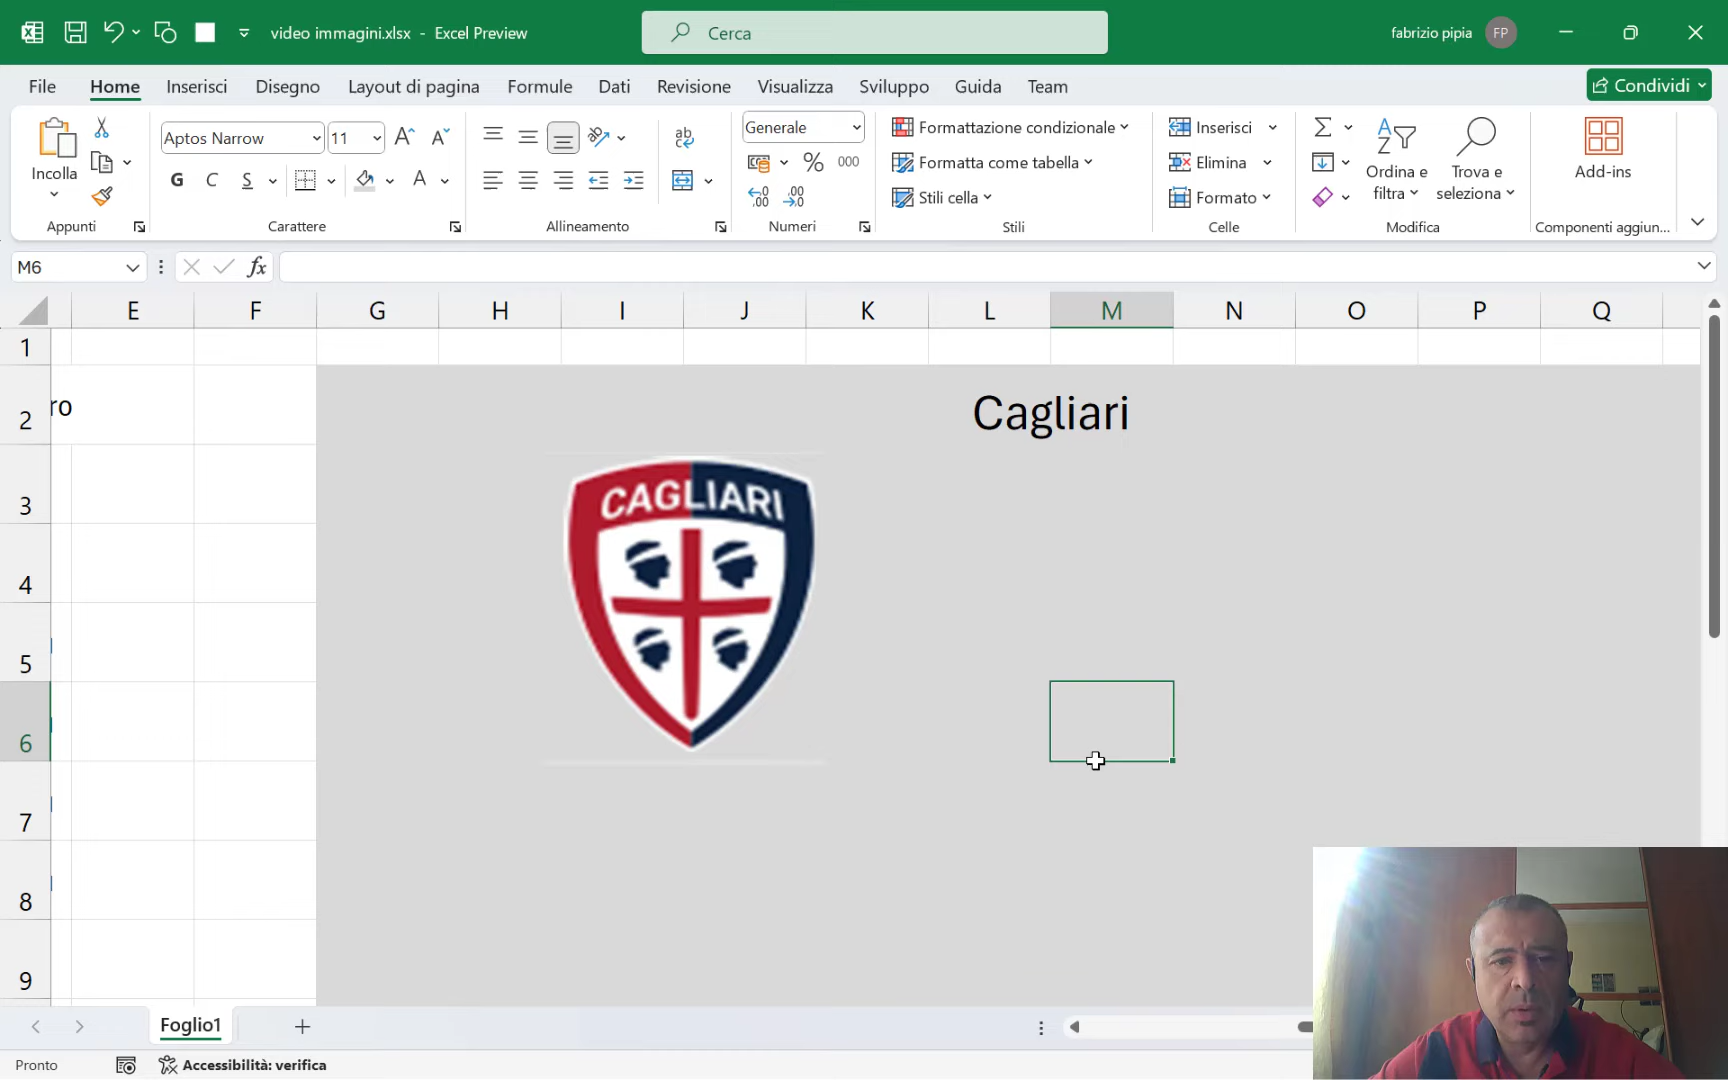 video immagini.xlsx - Excel Preview
Cerca
fabrizio pipia
FP
File Home Inserisci Disegno Layout di pagina Formule Dati Revisione Visualizza Sviluppo Guida Team
Condividi
Incolla
Appunti
Aptos Narrow 11
G C S A
Carattere
ab
Allineamento
Generale
% 000
Numeri
Formattazione condizionale
Formatta come tabella
Stili cella
Stili
Inserisci
Elimina
Formato
Celle
Ordina e filtra
Trova e seleziona
Modifica
Add-ins
Componenti aggiun...
M6
fx
E F G H I J K L M N O P Q
1
2
ro
Cagliari
3
CAGLIARI
4
5
6
7
8
9
Foglio1
Pronto
Accessibilità: verifica